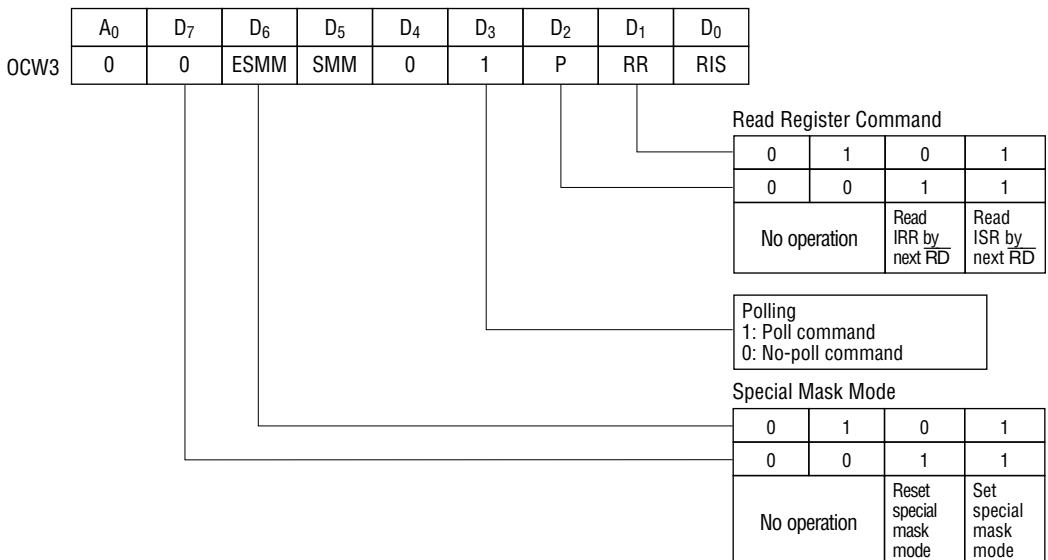 A0 D7 D6 D5 D4 D3 D2 D1 D0
OCW3 0 0 ESMM SMM 0 1 P RR RIS
Read Register Command
0 1 0 1
0 0 1 1
No operation
Read
IRR by
next RD
Read
ISR by
next RD
Polling
1: Poll command
0: No-poll command
Special Mask Mode
0 1 0 1
0 0 1 1
No operation
Reset
special
mask
mode
Set
special
mask
mode